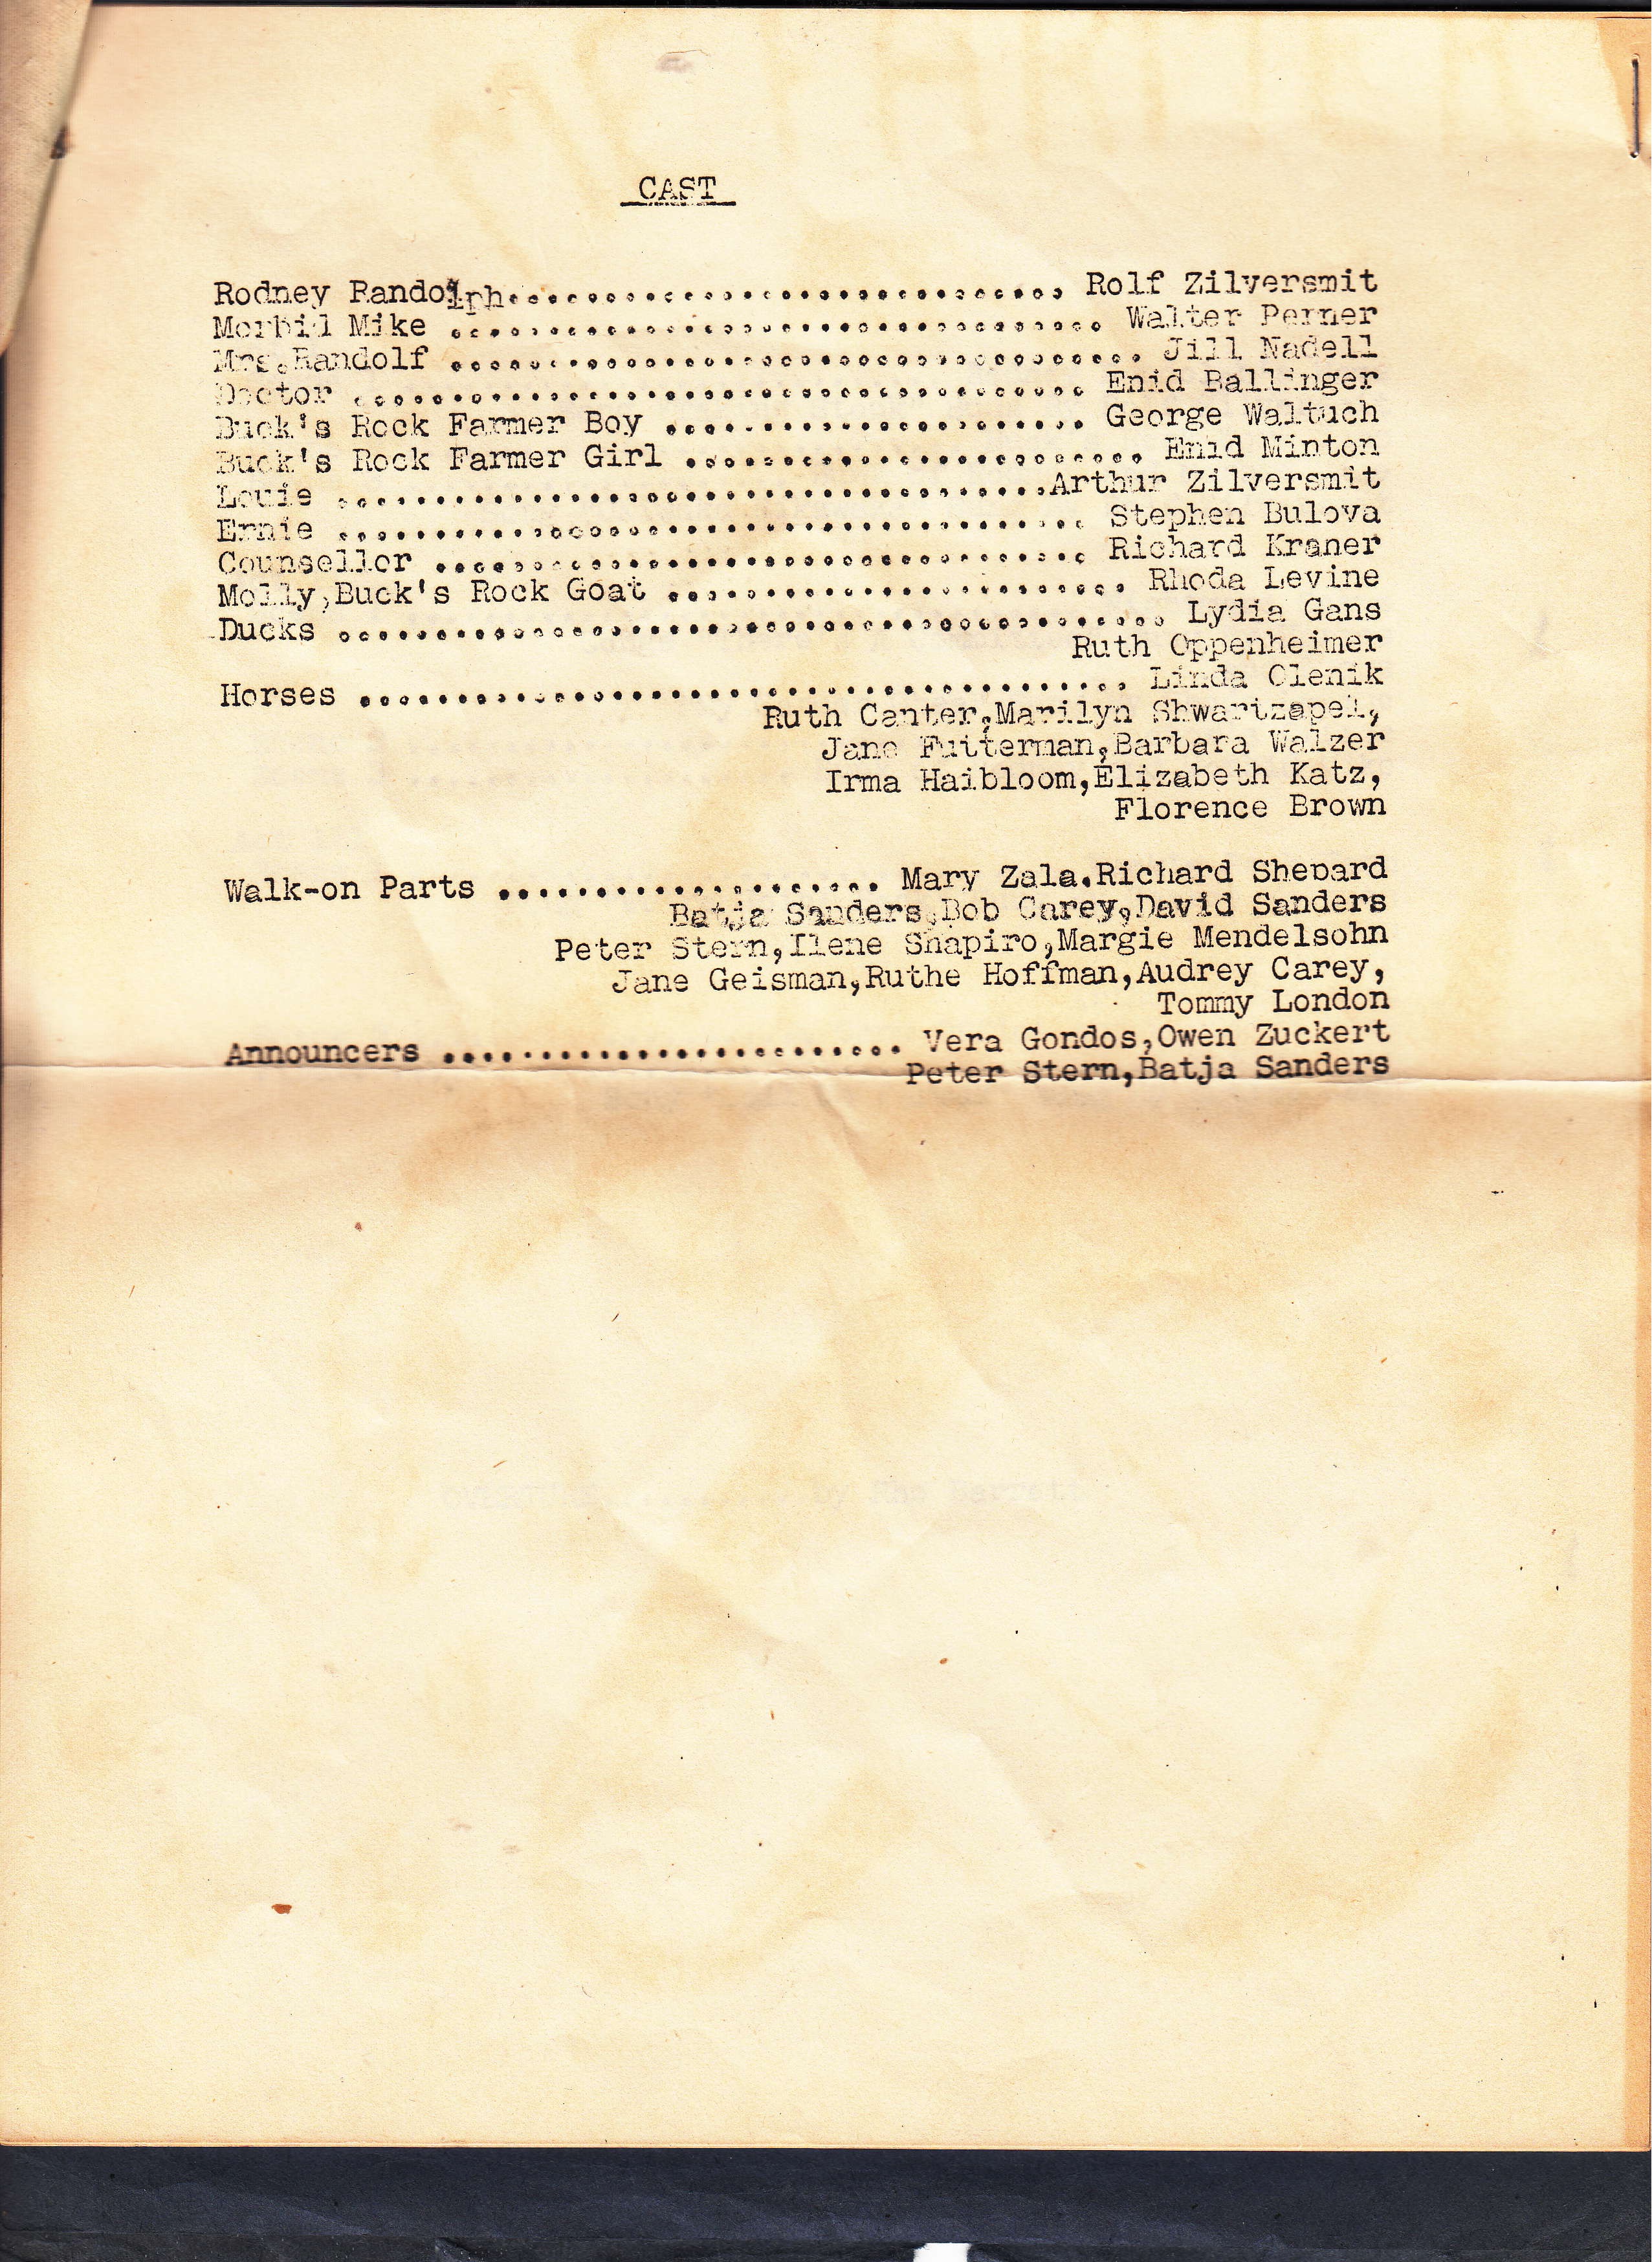 CAST
Rodney Randolph............................. Rolf Zilversmit
Morbid Mike .................................. Walter Perner
Mrs.Randolf .................................... Jill Nadell
Doctor ...................................... Enid Ballinger
Buck's Rock Farmer Boy ...................... George Waltuch
Buck's Rock Farmer Girl ........................ Enid Minton
Louie .....................................Arthur Zilversmit
Ernie ....................................... Stephen Bulova
Counsellor .................................. Richard Kraner
Molly,Buck's Rock Goat ........................ Rhoda Levine
Ducks ........................................... Lydia Gans
Ruth Oppenheimer
Horses ........................................ Linda Olenik
Ruth Canter,Marilyn Shwartzapel,
Jane Futterman,Barbara Walzer
Irma Haibloom,Elizabeth Katz,
Florence Brown
Walk-on Parts .................... Mary Zala.Richard Shepard
Batja Sanders,Bob Carey,David Sanders
Peter Stern,Ilene Shapiro,Margie Mendelsohn
Jane Geisman,Ruthe Hoffman,Audrey Carey,
Tommy London
Announcers ........................ Vera Gondos,Owen Zuckert
Peter Stern,Batja Sanders